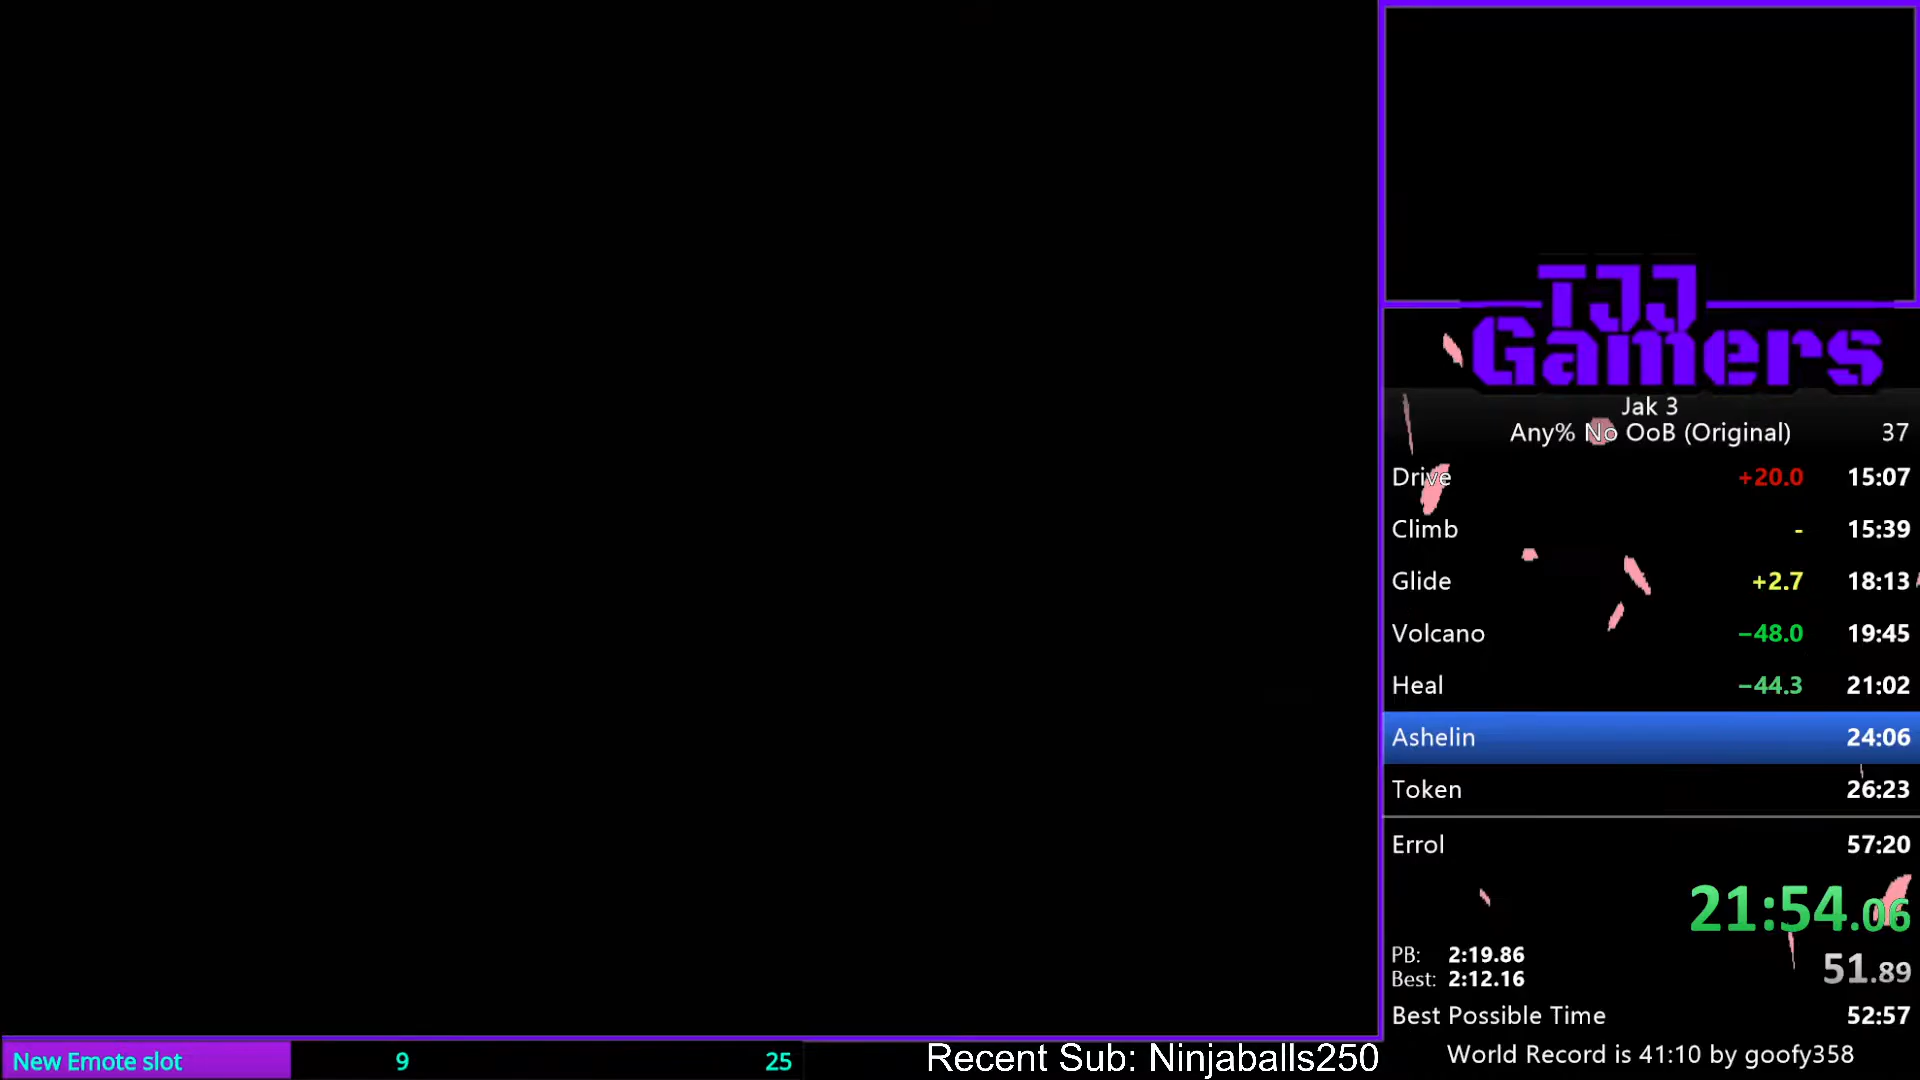 TJJ
Gamers
Jak 3
Any% No OoB (Original) 37
Drive +20.0 15:07
Climb - 15:39
Glide +2.7 18:13
Volcano −48.0 19:45
Heal −44.3 21:02
Ashelin 24:06
Token 26:23
Errol 57:20
21:54.06
PB: 2:19.86
51.89
Best: 2:12.16
Best Possible Time 52:57
World Record is 41:10 by goofy358
New Emote slot 9 25 Recent Sub: Ninjaballs250